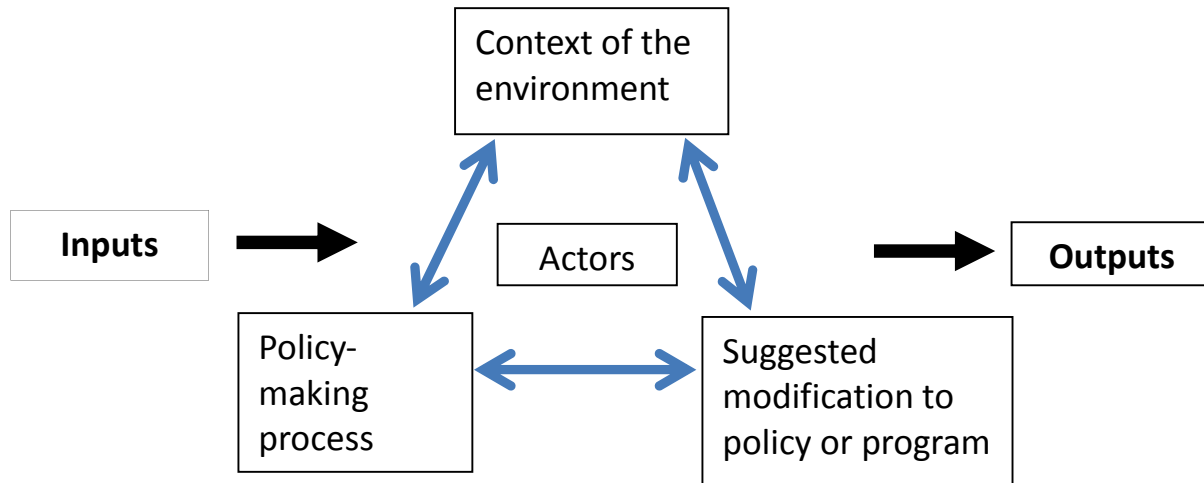 Context of the
environment
Inputs
Actors
Outputs
Policy-
making
process
Suggested
modification to
policy or program